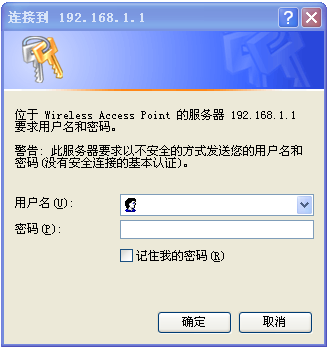 连接到 192.168.1.1
位于 Wireless Access Point 的服务器 192.168.1.1
要求用户名和密码。
警告: 此服务器要求以不安全的方式发送您的用户名和
密码(没有安全连接的基本认证)。
用户名(U):
密码(P):
记住我的密码(R)
确定 取消